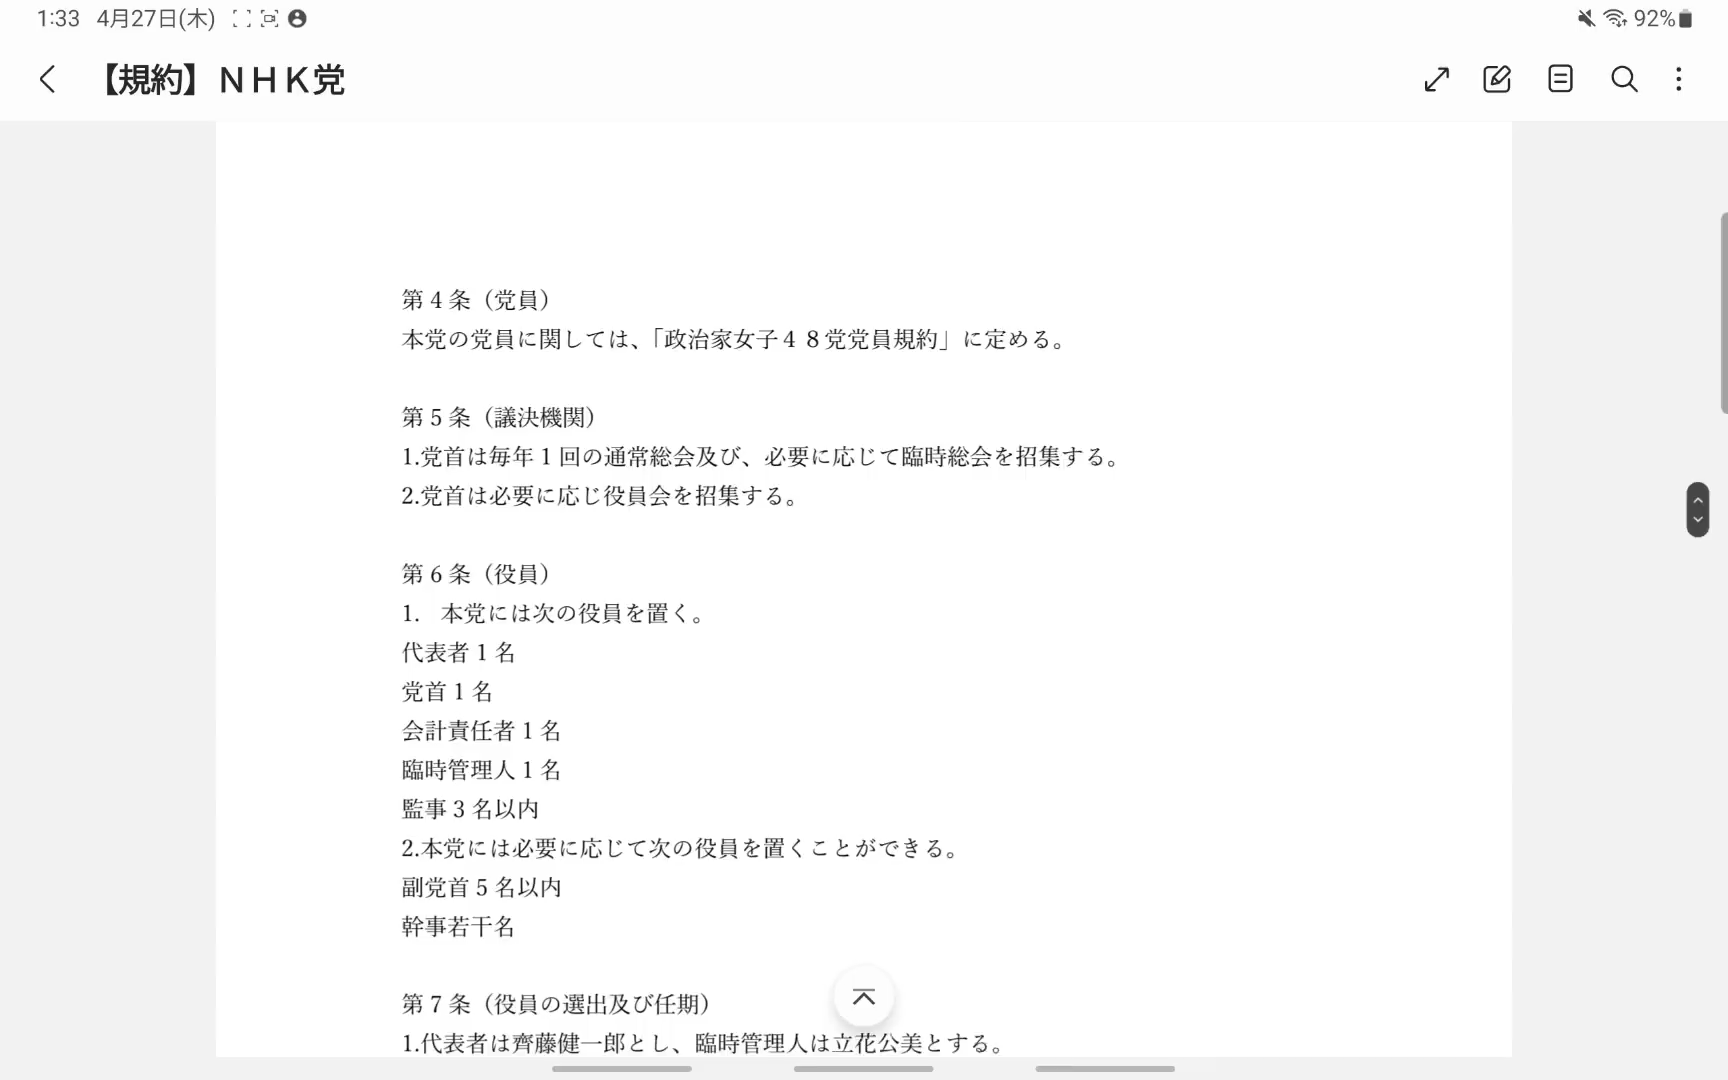 1:33 4月27日(木) 92%
【規約】ＮＨＫ党
第 4 条（党員）
本党の党員に関しては、「政治家女子４８党党員規約」に定める。
第 5 条（議決機関）
1.党首は毎年 1 回の通常総会及び、必要に応じて臨時総会を招集する。
2.党首は必要に応じ役員会を招集する。
第 6 条（役員）
1. 本党には次の役員を置く。
代表者 1 名
党首 1 名
会計責任者 1 名
臨時管理人 1 名
監事 3 名以内
2.本党には必要に応じて次の役員を置くことができる。
副党首 5 名以内
幹事若干名
第 7 条（役員の選出及び任期）
1.代表者は齊藤健一郎とし、臨時管理人は立花公美とする。